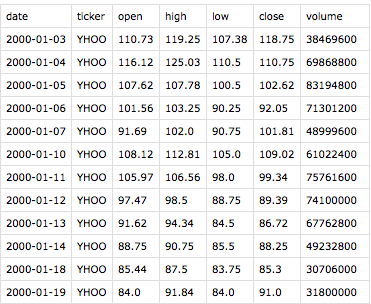 date ticker open high low close volume
2000-01-03 YHOO 110.73 119.25 107.38 118.75 38469600
2000-01-04 YHOO 116.12 125.03 110.5 110.75 69868800
2000-01-05 YHOO 107.62 107.78 100.5 102.62 83194800
2000-01-06 YHOO 101.56 103.25 90.25 92.05 71301200
2000-01-07 YHOO 91.69 102.0 90.75 101.81 48999600
2000-01-10 YHOO 108.12 112.81 105.0 109.02 61022400
2000-01-11 YHOO 105.97 106.56 98.0 99.34 75761600
2000-01-12 YHOO 97.47 98.5 88.75 89.39 74100000
2000-01-13 YHOO 91.62 94.34 84.5 86.72 67762800
2000-01-14 YHOO 88.75 90.75 85.5 88.25 49232800
2000-01-18 YHOO 85.44 87.5 83.75 85.3 30706000
2000-01-19 YHOO 84.0 91.84 84.0 91.0 31800000